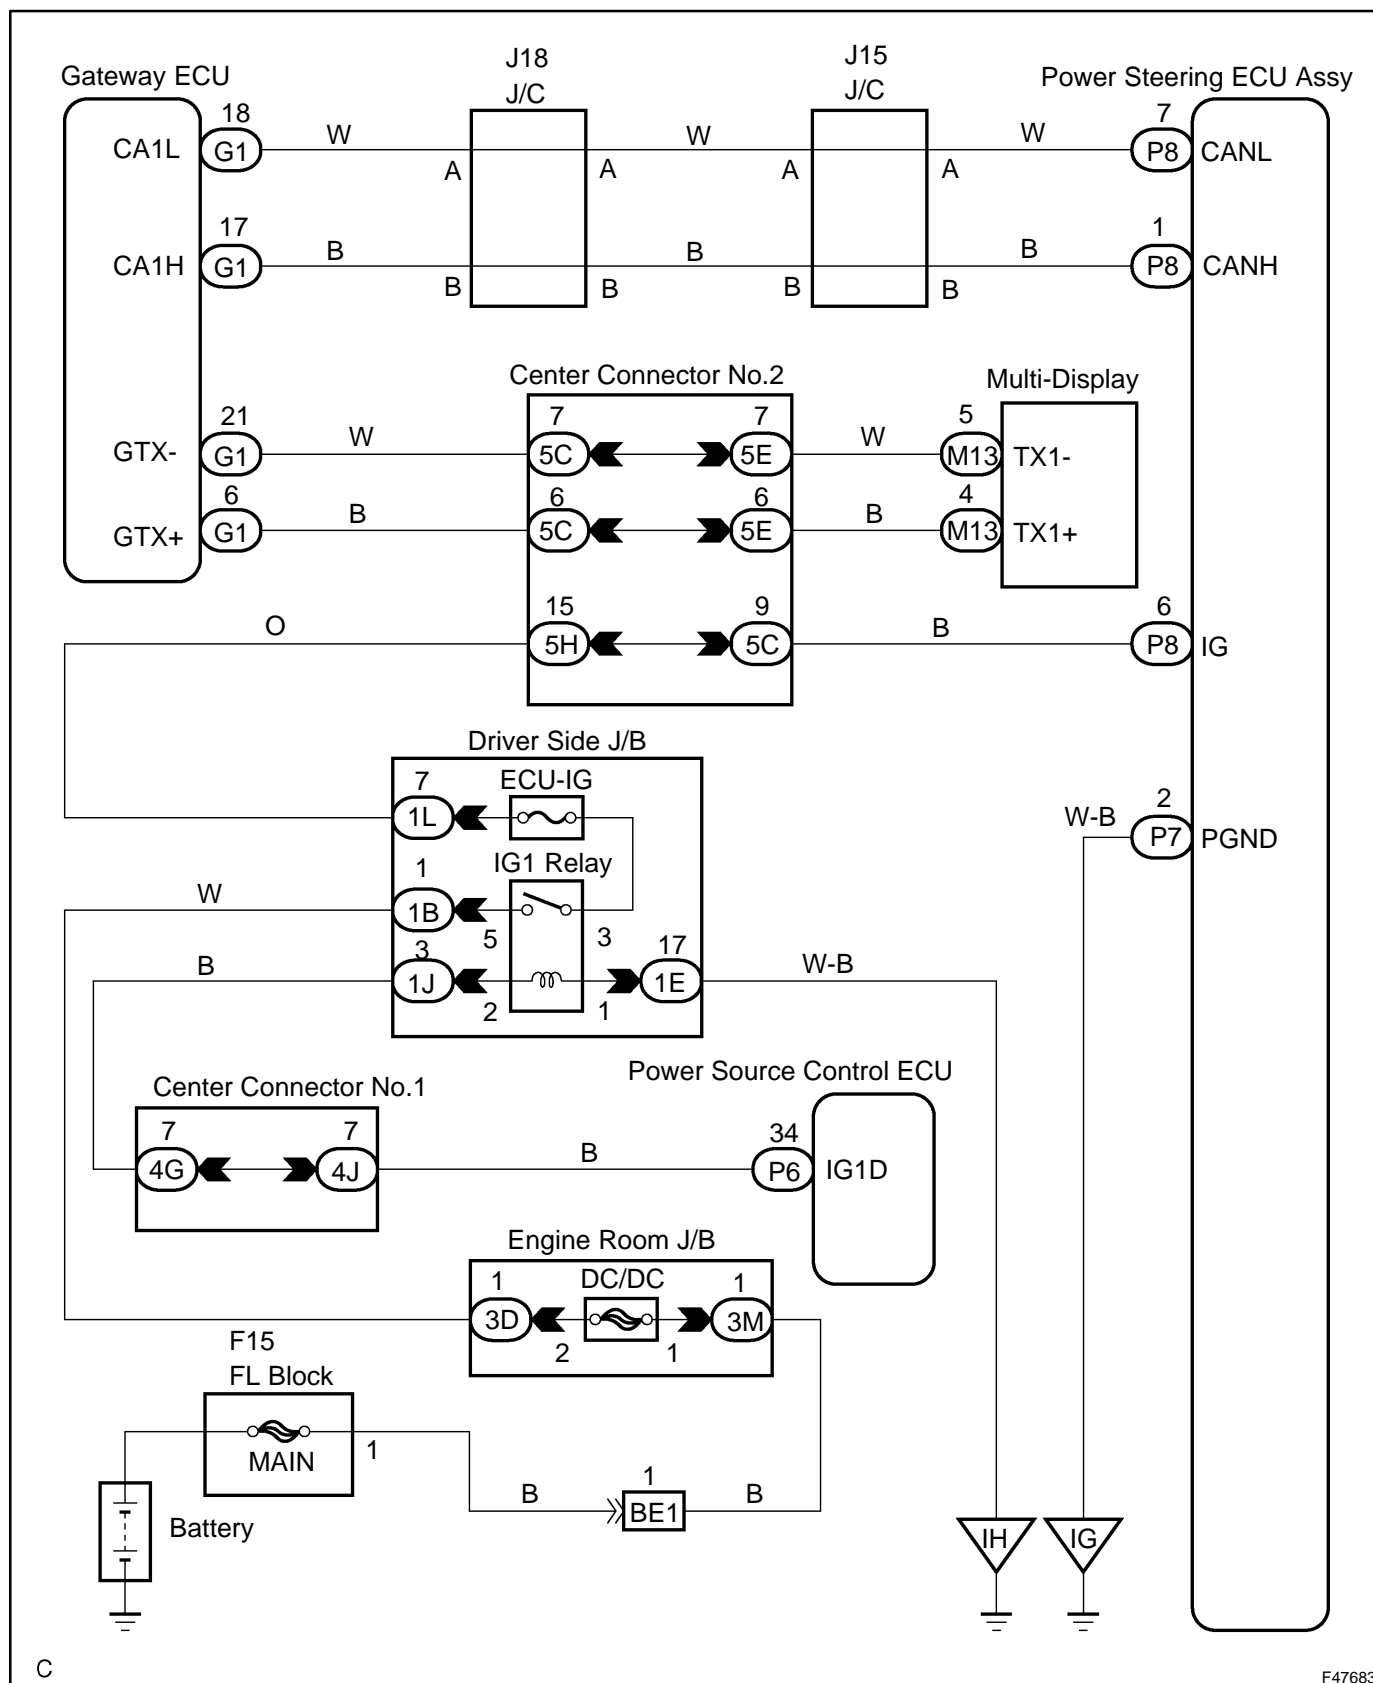 J18
J/C
J15
J/C
Gateway ECU
Power Steering ECU Assy
CA1L
18
G1
W
A
A
W
A
A
W
7
P8
CANL
CA1H
17
G1
B
B
B
B
B
B
B
1
P8
CANH
Center Connector No.2
Multi-Display
GTX-
21
G1
W
7
5C
7
5E
W
5
M13
TX1-
GTX+
6
G1
B
6
5C
6
5E
B
4
M13
TX1+
O
15
5H
9
5C
B
6
P8
IG
Driver Side J/B
7
1L
ECU-IG
W-B
2
P7
PGND
W
1
1B
IG1 Relay
5
3
B
3
1J
2
1
17
1E
W-B
Power Source Control ECU
Center Connector No.1
7
4G
7
4J
B
34
P6
IG1D
Engine Room J/B
1
3D
DC/DC
2
1
1
3M
F15
FL Block
MAIN
1
B
1
BE1
B
Battery
IH
IG
C
F47683